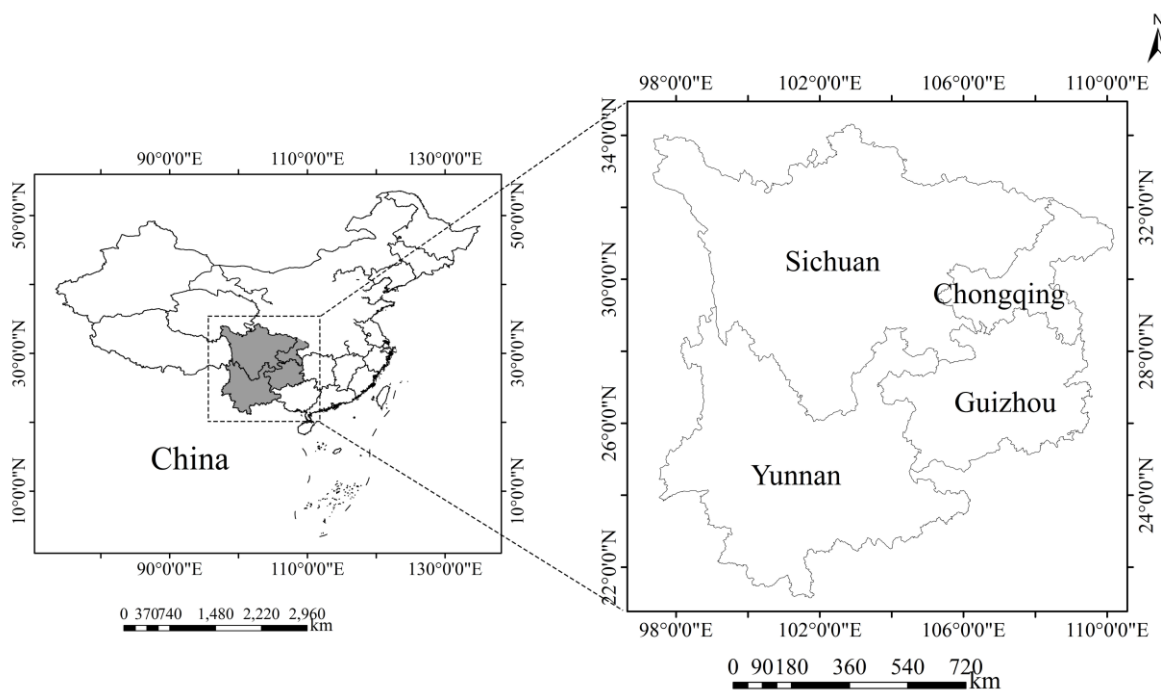 N
98°0'0"E 102°0'0"E 106°0'0"E 110°0'0"E
90°0'0"E 110°0'0"E 130°0'0"E
50°0'0"N
50°0'0"N
30°0'0"N
30°0'0"N
10°0'0"N
10°0'0"N
China
90°0'0"E 110°0'0"E 130°0'0"E
0 370740 1,480 2,220 2,960
km
34°0'0"N
30°0'0"N
26°0'0"N
22°0'0"N
32°0'0"N
28°0'0"N
24°0'0"N
Sichuan
Chongqing
Guizhou
Yunnan
98°0'0"E 102°0'0"E 106°0'0"E 110°0'0"E
0 90180 360 540 720
km